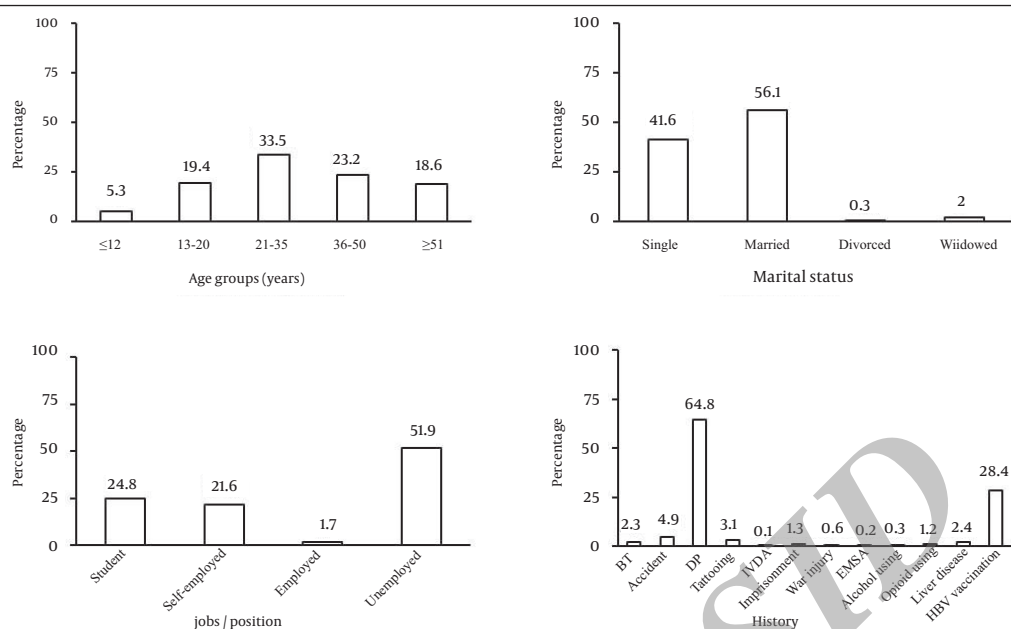 100
75
50
25
0
Percentage
5.3
19.4
33.5
23.2
18.6
≤12 13-20 21-35 36-50 ≥51
Age groups (years)
100
75
50
25
0
Percentage
41.6
56.1
0.3
2
Single Married Divorced Wiidowed
Marital status
100
75
50
25
0
Percentage
24.8
21.6
1.7
51.9
Student
Self-employed
Employed
Unemployed
jobs / position
100
75
50
25
0
Percentage
2.3
4.9
64.8
3.1
0.1
1.3
0.6
0.2
0.3
1.2
2.4
28.4
BT
Accident
DP
Tattooing
IVDA
Imprisonment
War injury
EMSA
Alcohol using
Opioid using
Liver disease
HBV vaccination
History
SID